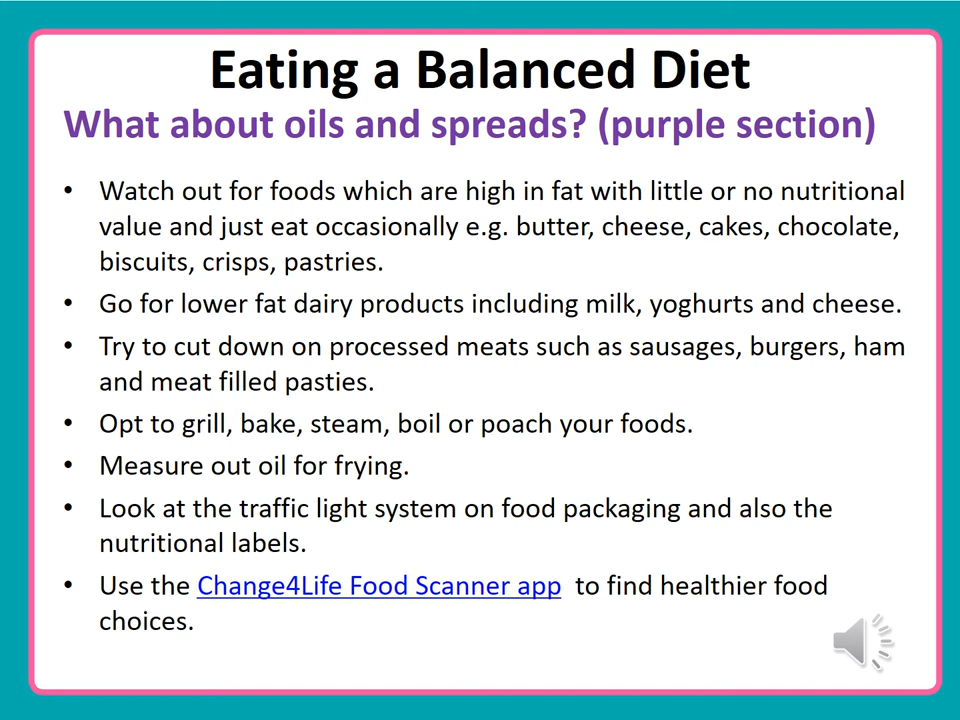 Eating a Balanced Diet
What about oils and spreads? (purple section)
• Watch out for foods which are high in fat with little or no nutritional
value and just eat occasionally e.g. butter, cheese, cakes, chocolate,
biscuits, crisps, pastries.
• Go for lower fat dairy products including milk, yoghurts and cheese.
• Try to cut down on processed meats such as sausages, burgers, ham
and meat filled pasties.
• Opt to grill, bake, steam, boil or poach your foods.
• Measure out oil for frying.
• Look at the traffic light system on food packaging and also the
nutritional labels.
• Use the Change4Life Food Scanner app to find healthier food
choices.